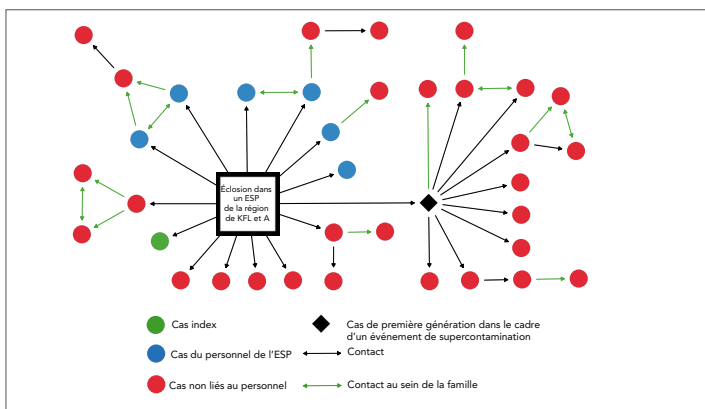 Éclosion dans
un ESP
de la région
de KFL et A
Cas index
Cas du personnel de l'ESP
Cas non liés au personnel
Cas de première génération dans le cadre
d'un événement de supercontamination
Contact
Contact au sein de la famille